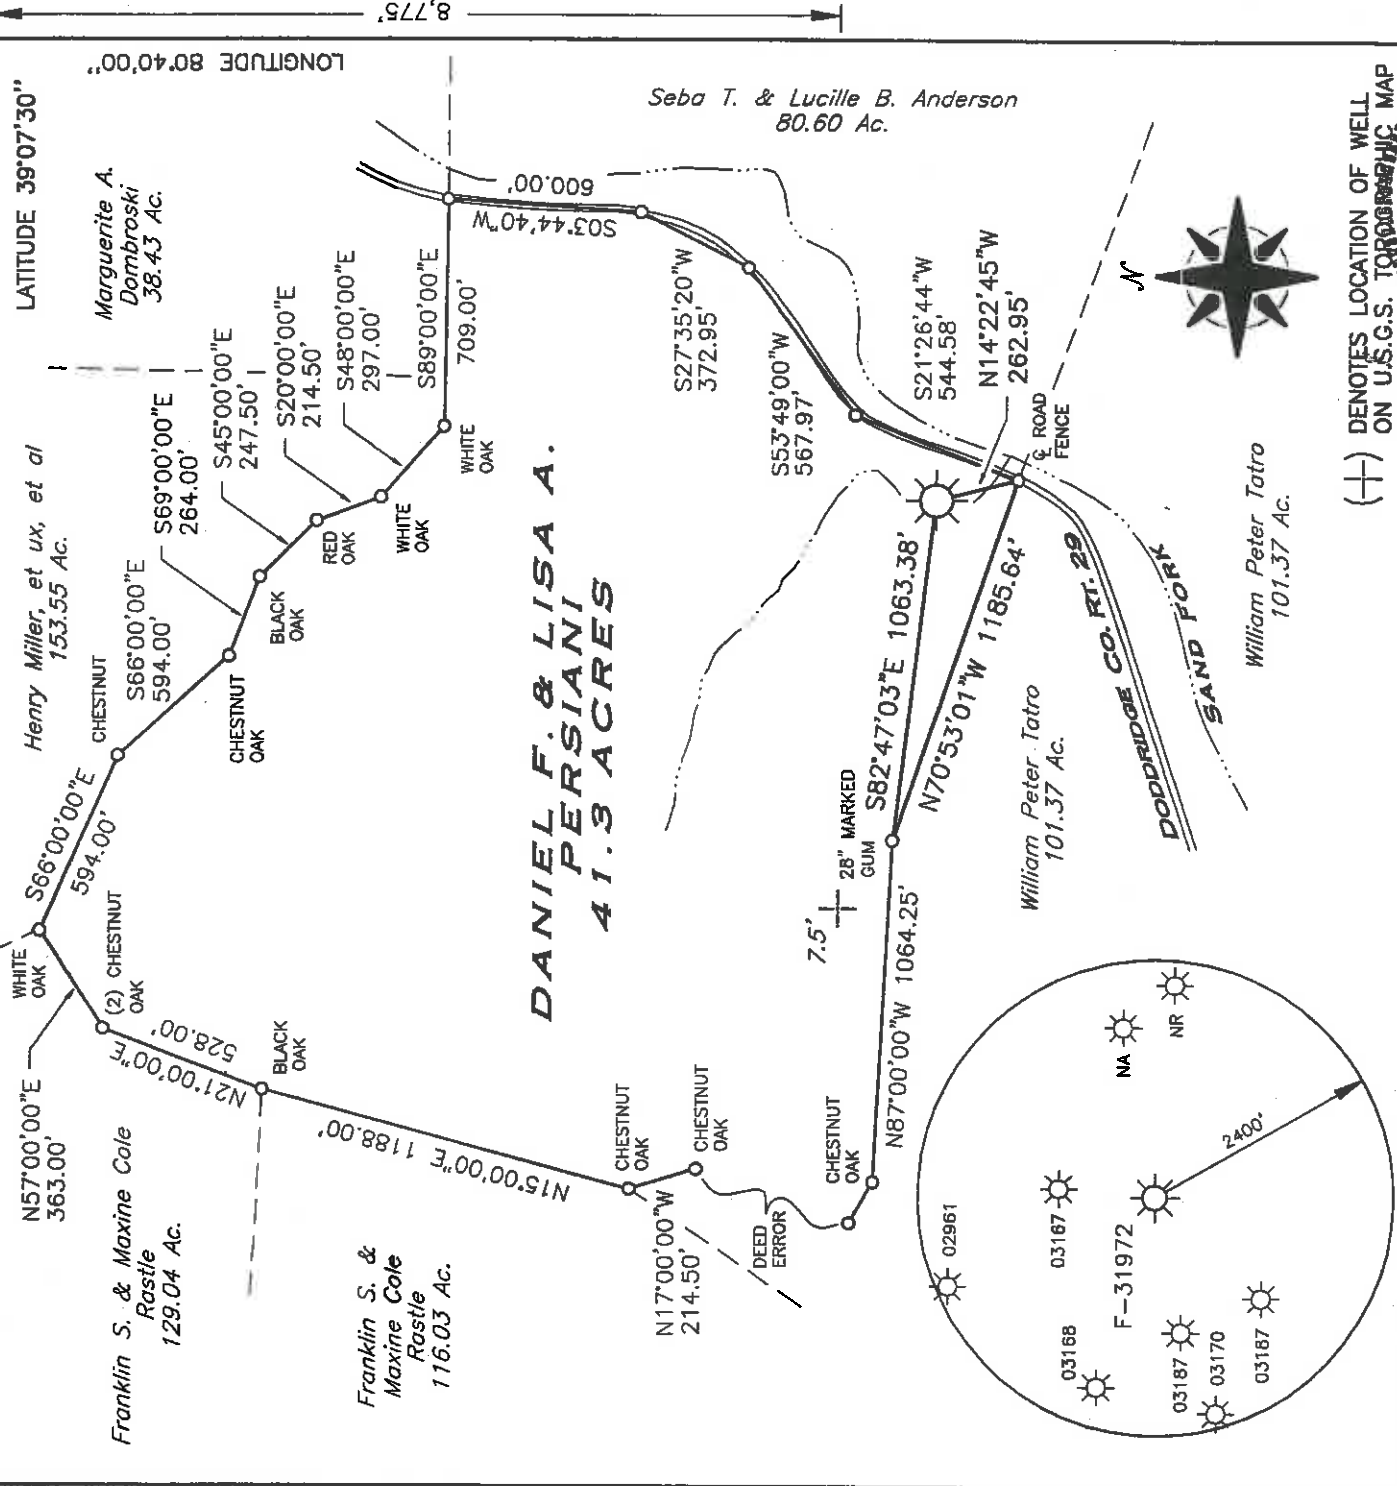 8,775'
LATITUDE 39°07'30"
LONGITUDE 80°40'00"
Henry Miller, et ux, et al
153.55 Ac.
Marguerite A.
Dombroski
38.43 Ac.
Seba T. & Lucille B. Anderson
80.60 Ac.
WHITE
OAK
S66°00'00"E
594.00'
CHESTNUT
S66°00'00"E
594.00'
S69°00'00"E
264.00'
S45°00'00"E
247.50'
S20°00'00"E
214.50'
S48°00'00"E
297.00'
S89°00'00"E
709.00'
S03°44'40"W
600.00'
N57°00'00"E
363.00'
(2) CHESTNUT
OAK
CHESTNUT
OAK
BLACK
OAK
RED
OAK
WHITE
OAK
WHITE
OAK
N21°00'00"E
528.00'
BLACK
OAK
Franklin S. & Maxine Cole
Rastle
129.04 Ac.
Franklin S. &
Maxine Cole
Rastle
116.03 Ac.
N15°00'00"E 1188.00'
DANIEL F. & LISA A.
PERSIANI
41.3 ACRES
S27°35'20"W
372.95'
S53°49'00"W
567.97'
S21°26'44"W
544.58'
N14°22'45"W
262.95'
CHESTNUT
OAK
CHESTNUT
OAK
N17°00'00"W
214.50'
DEED
ERROR
CHESTNUT
OAK
7.5'
28" MARKED
GUM
N87°00'00"W 1064.25'
S82°47'03"E 1063.38'
N70°53'01"W 1185.64'
℄ ROAD
FENCE
N
William Peter Tatro
101.37 Ac.
DODDRIDGE CO. RT. 29
SAND FORK
William Peter Tatro
101.37 Ac.
02961
03168
03167
F-31972
03187
03170
03187
NA
NR
2400'
(+) DENOTES LOCATION OF WELL
ON U.S.G.S. TOPOGRAPHIC MAP